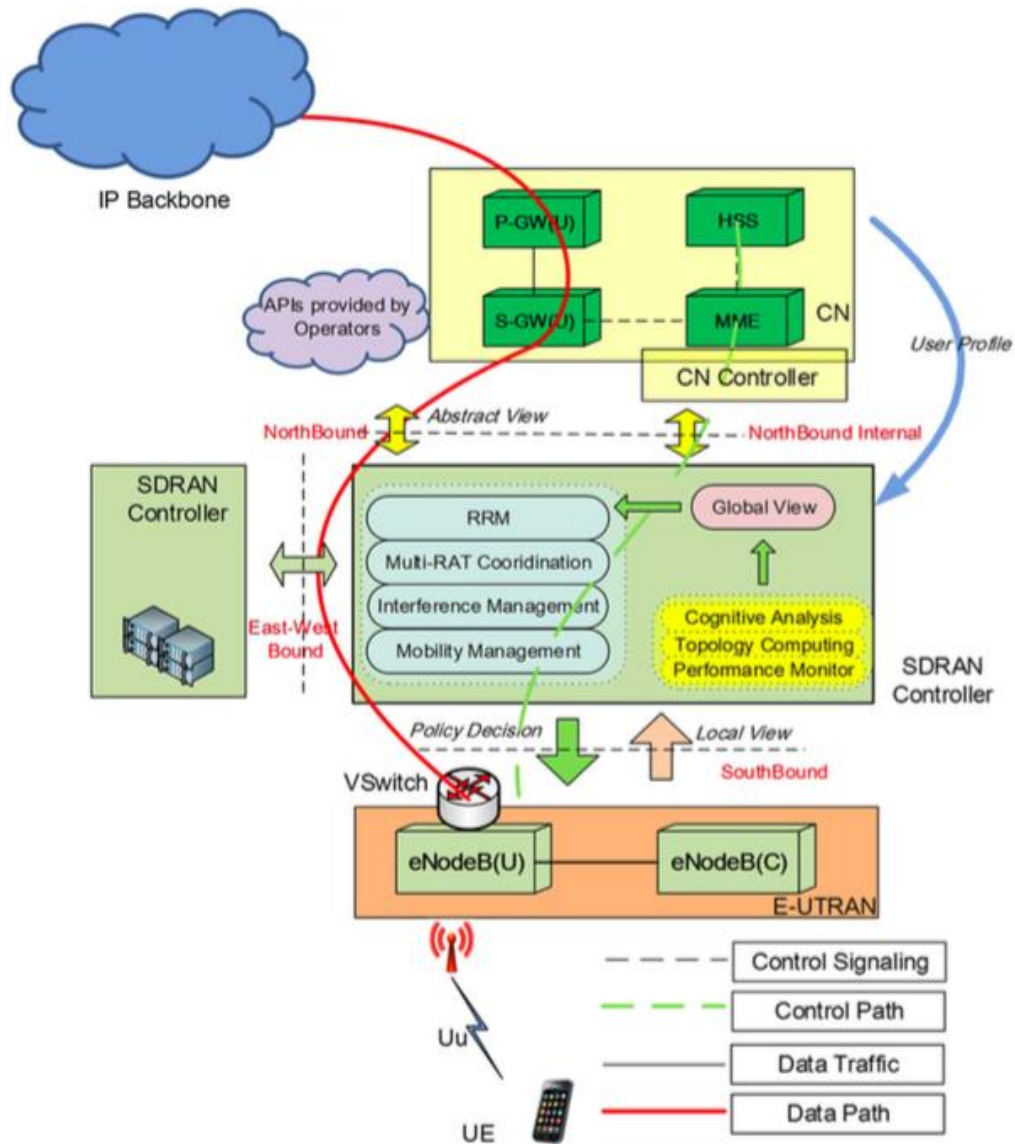 IP Backbone
P-GW(U)
HSS
APIs provided by
Operators
S-GW(U)
MME
CN
User Profile
CN Controller
Abstract View
NorthBound
NorthBound Internal
SDRAN
Controller
RRM
Global View
Multi-RAT Cooridination
Interference Management
Cognitive Analysis
East-West
Bound
Mobility Management
Topology Computing
Performance Monitor
SDRAN
Controller
Policy Decision
Local View
SouthBound
VSwitch
eNodeB(U)
eNodeB(C)
E-UTRAN
Control Signaling
Control Path
Uu
Data Traffic
Data Path
UE